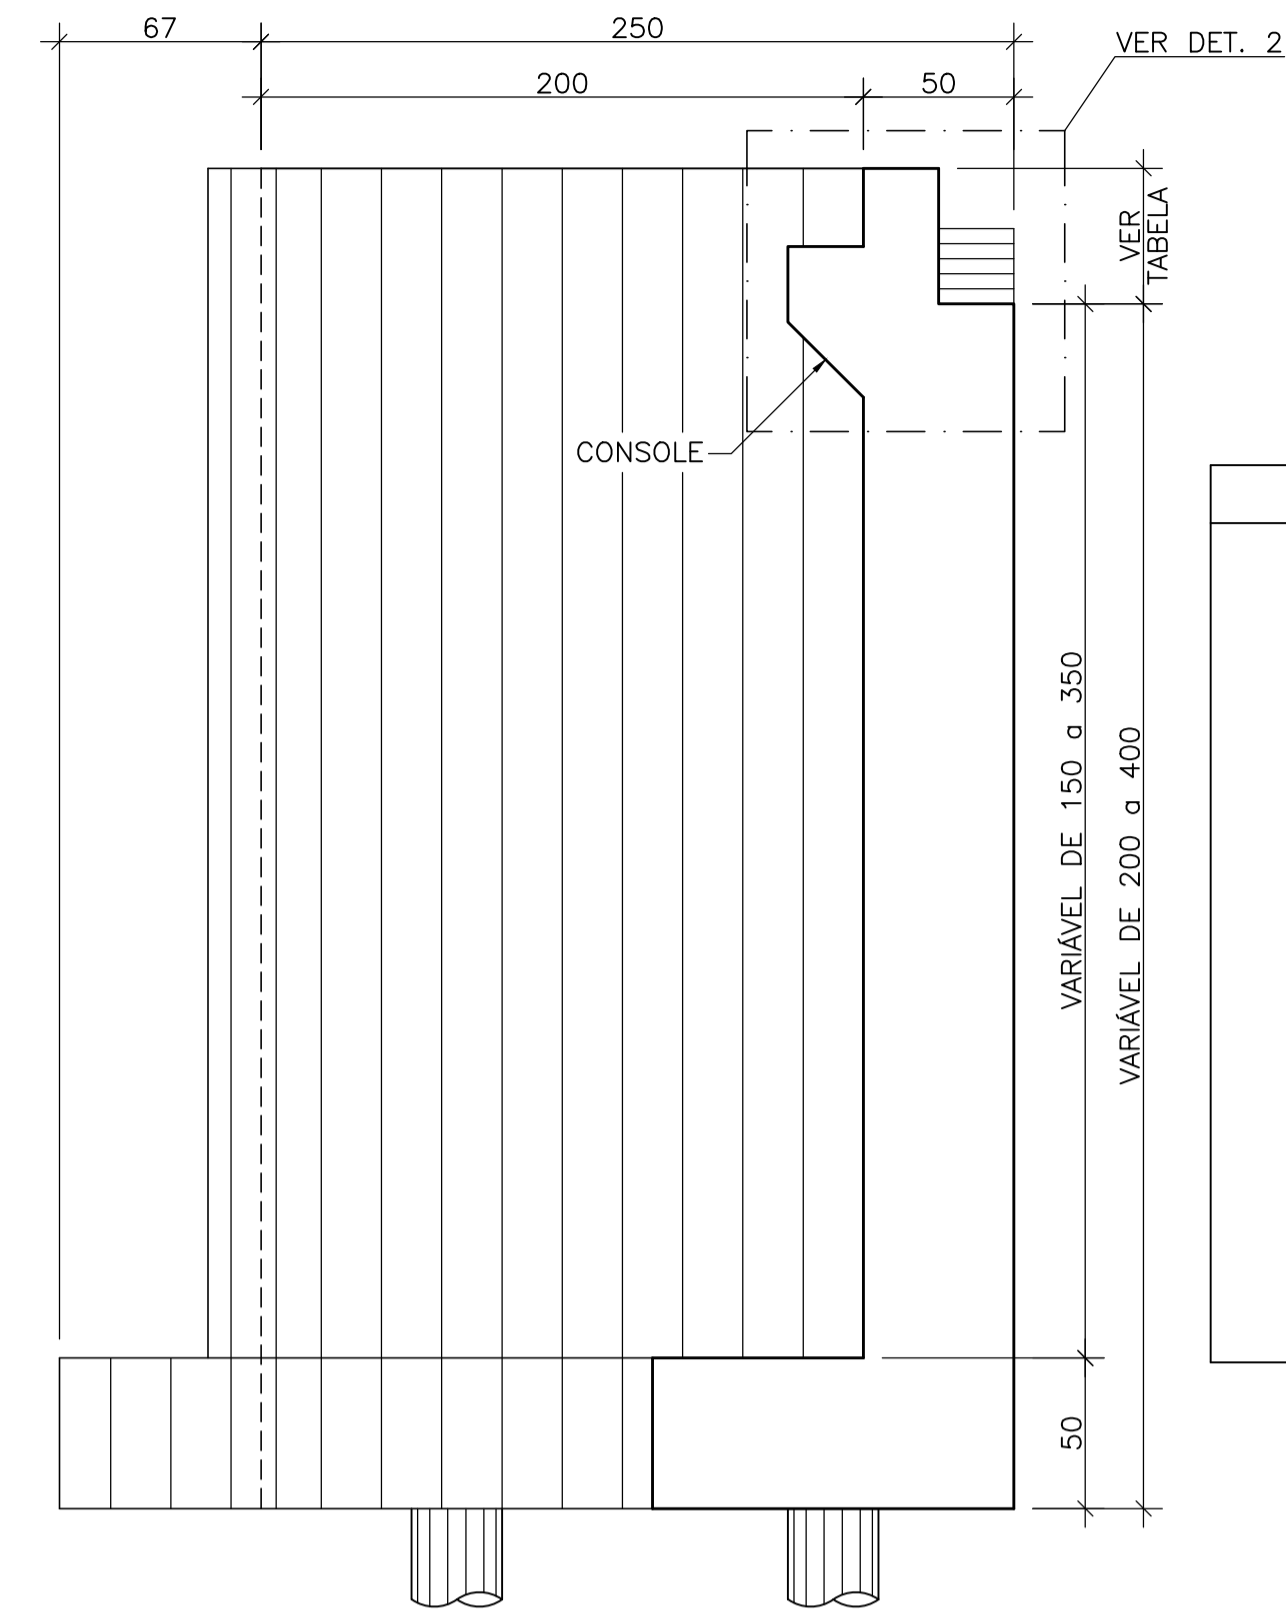 67
250
VER DET. 2
200
50
VER
TABELA
CONSOLE
VARIÁVEL DE 150 a 350
VARIÁVEL DE 200 a 400
50